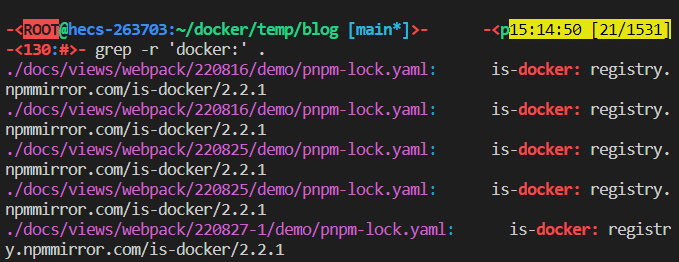 -<ROOT@hecs-263703:~/docker/temp/blog [main*]>- -<p15:14:50 [21/1531]
-<130:#>- grep -r 'docker:' .
./docs/views/webpack/220816/demo/pnpm-lock.yaml: is-docker: registry.
npmmirror.com/is-docker/2.2.1
./docs/views/webpack/220816/demo/pnpm-lock.yaml: is-docker: registry.
npmmirror.com/is-docker/2.2.1
./docs/views/webpack/220825/demo/pnpm-lock.yaml: is-docker: registry.
npmmirror.com/is-docker/2.2.1
./docs/views/webpack/220825/demo/pnpm-lock.yaml: is-docker: registry.
npmmirror.com/is-docker/2.2.1
./docs/views/webpack/220827-1/demo/pnpm-lock.yaml: is-docker: registr
y.npmmirror.com/is-docker/2.2.1